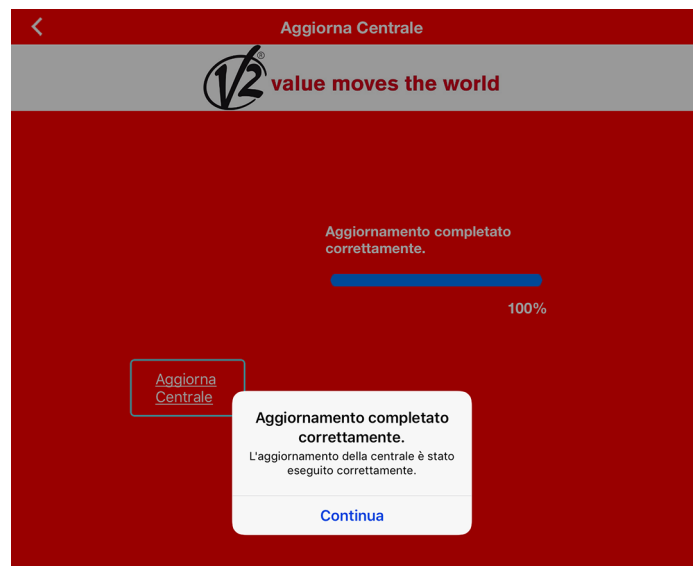 Aggiorna Centrale
V2® value moves the world
Aggiornamento completato
correttamente.
100%
Aggiorna
Centrale
Aggiornamento completato
correttamente.
L'aggiornamento della centrale è stato
eseguito correttamente.
Continua